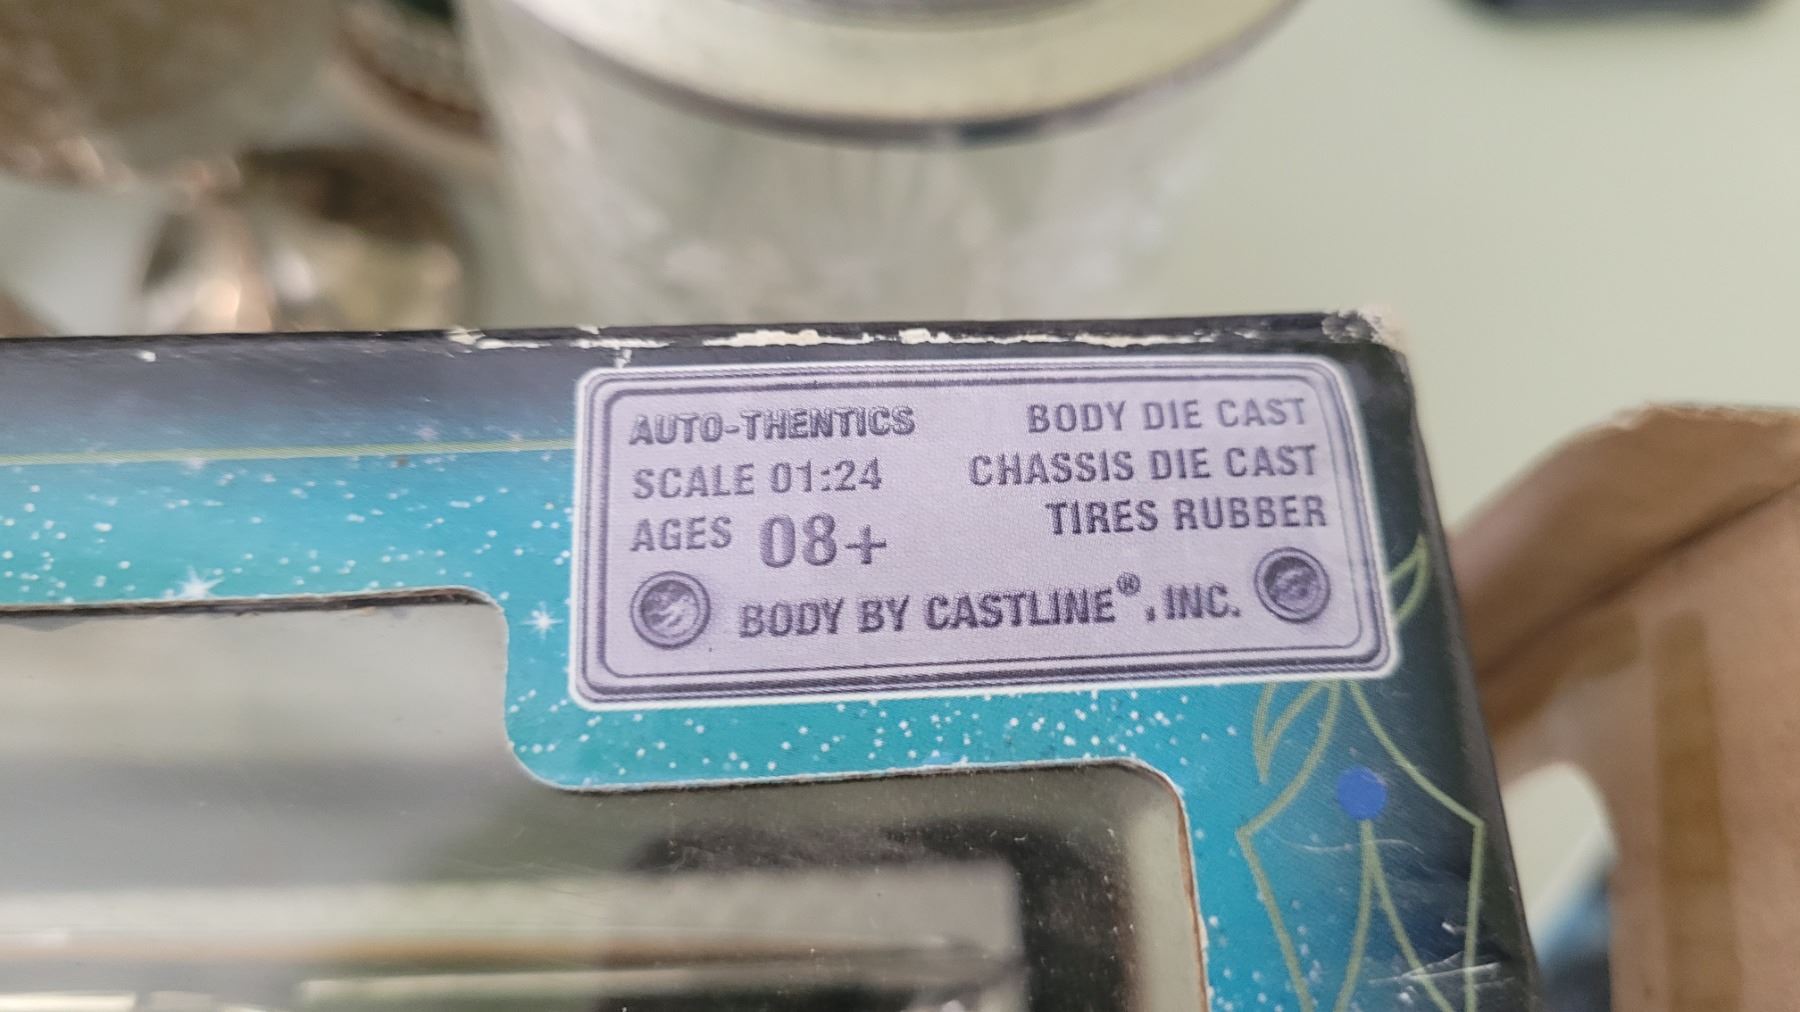 AUTO-THENTICS
SCALE 01:24
AGES 08+
BODY DIE CAST
CHASSIS DIE CAST
TIRES RUBBER
BODY BY CASTLINE®, INC.